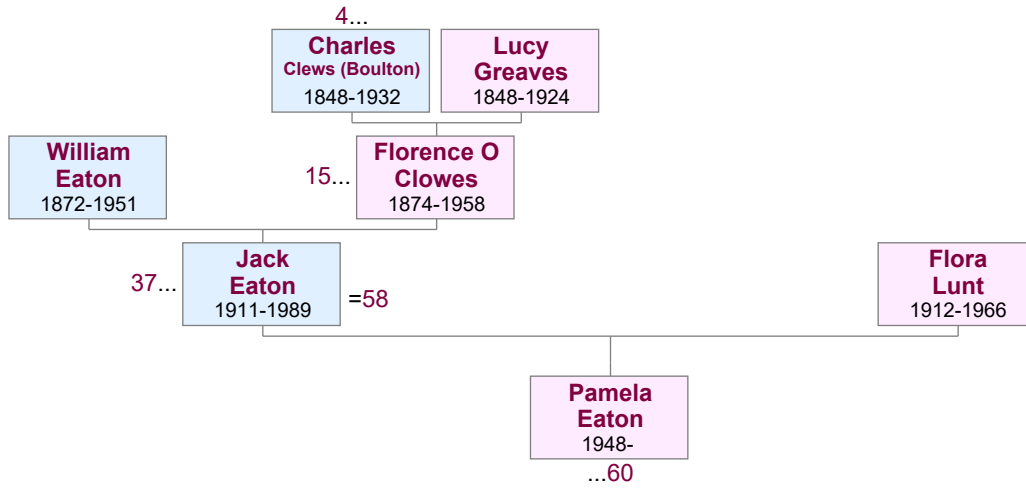 4...
Charles
Clews (Boulton)
1848-1932
Lucy
Greaves
1848-1924
William
Eaton
1872-1951
15...
Florence O
Clowes
1874-1958
37...
Jack
Eaton
1911-1989
=58
Flora
Lunt
1912-1966
Pamela
Eaton
1948-
...60